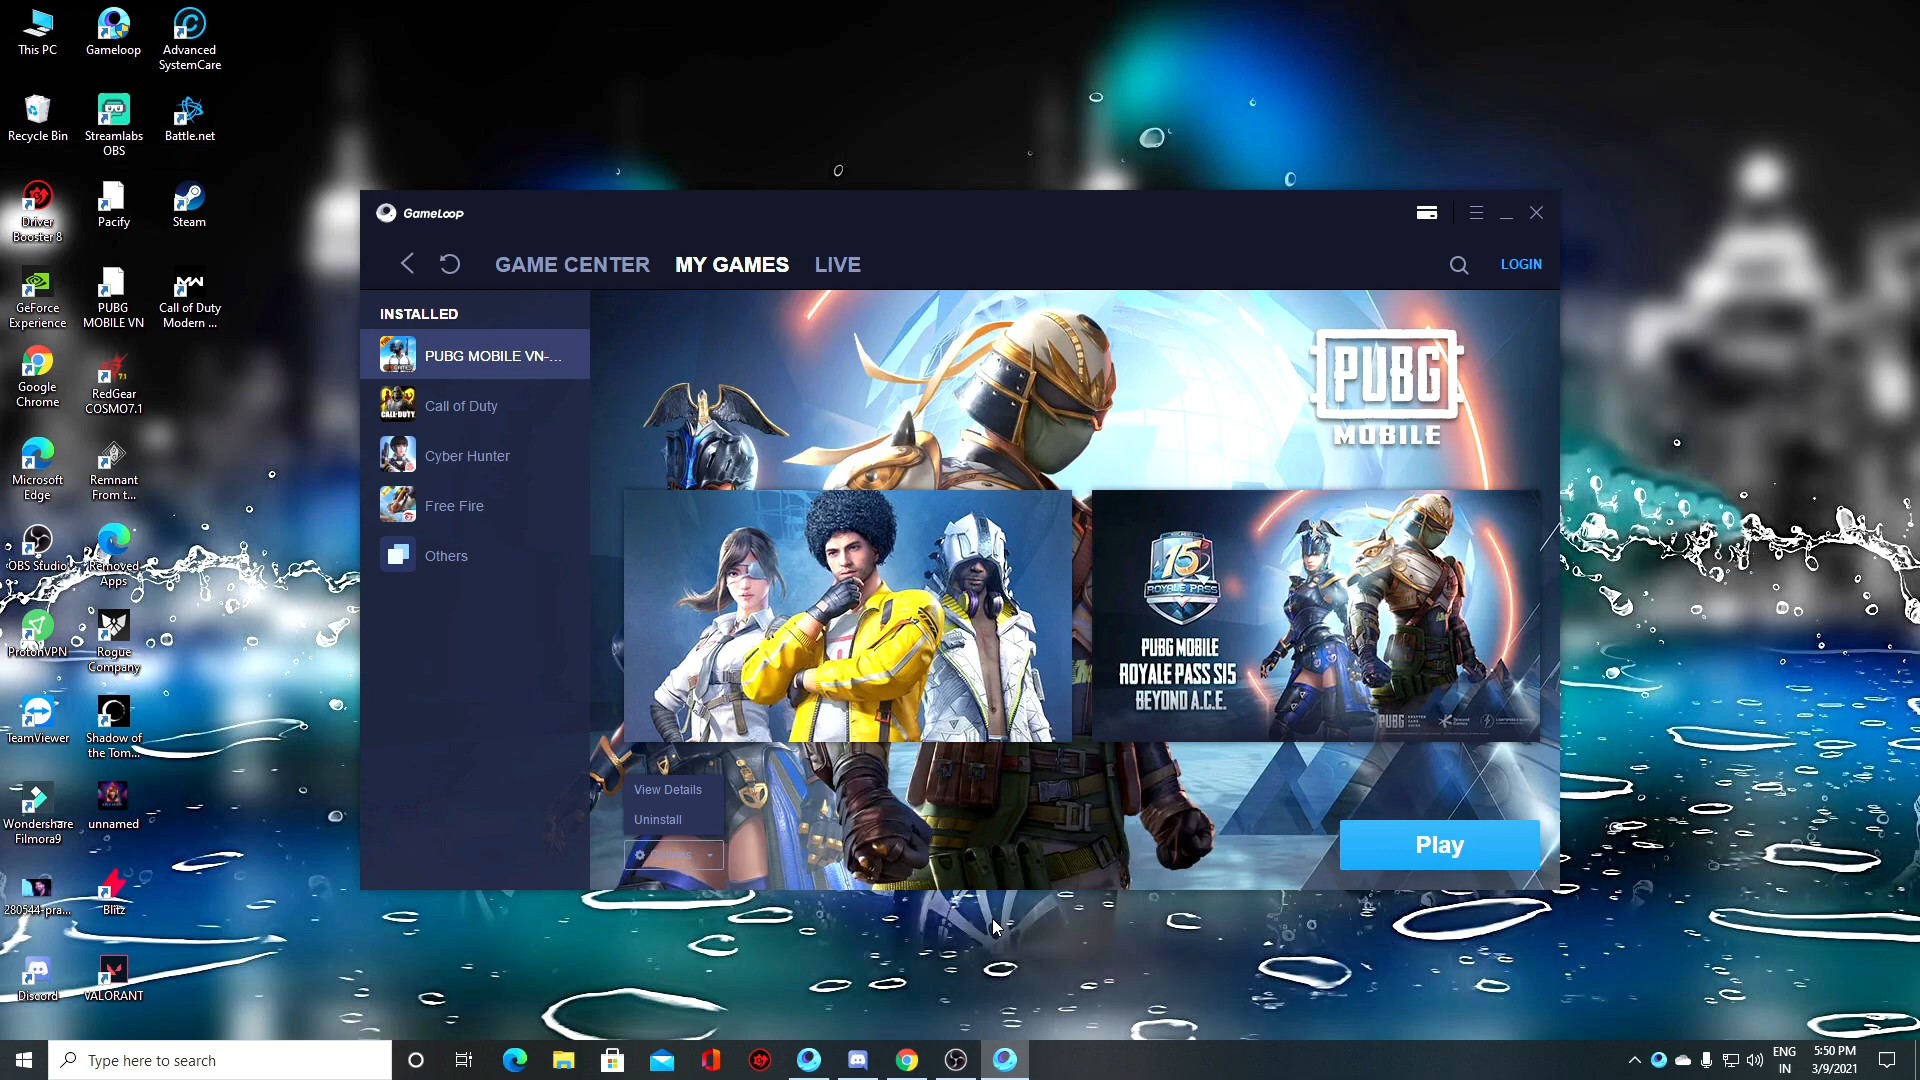 This PC
Gameloop
Advanced
SystemCare
Recycle Bin
Streamlabs
OBS
Battle.net
Driver
Booster 8
Pacify
Steam
GeForce
Experience
PUBG
MOBILE VN
Call of Duty
Modern ...
Google
Chrome
RedGear
COSMO7.1
Microsoft
Edge
Remnant
From t...
OBS Studio
Removed
Apps
ProtonVPN
Rogue
Company
TeamViewer
Shadow of
the Tom...
Wondershare
Filmora9
unnamed
280544-pra...
Blitz
Discord
VALORANT
GameLoop
GAME CENTER
MY GAMES
LIVE
LOGIN
INSTALLED
PUBG MOBILE VN-...
Call of Duty
Cyber Hunter
Free Fire
Others
PUBG
MOBILE
15
ROYALE PASS
PUBG MOBILE
ROYALE PASS S15
BEYOND A.C.E.
PUBG
View Details
Uninstall
Play
Type here to search
ENG
IN
5:50 PM
3/9/2021